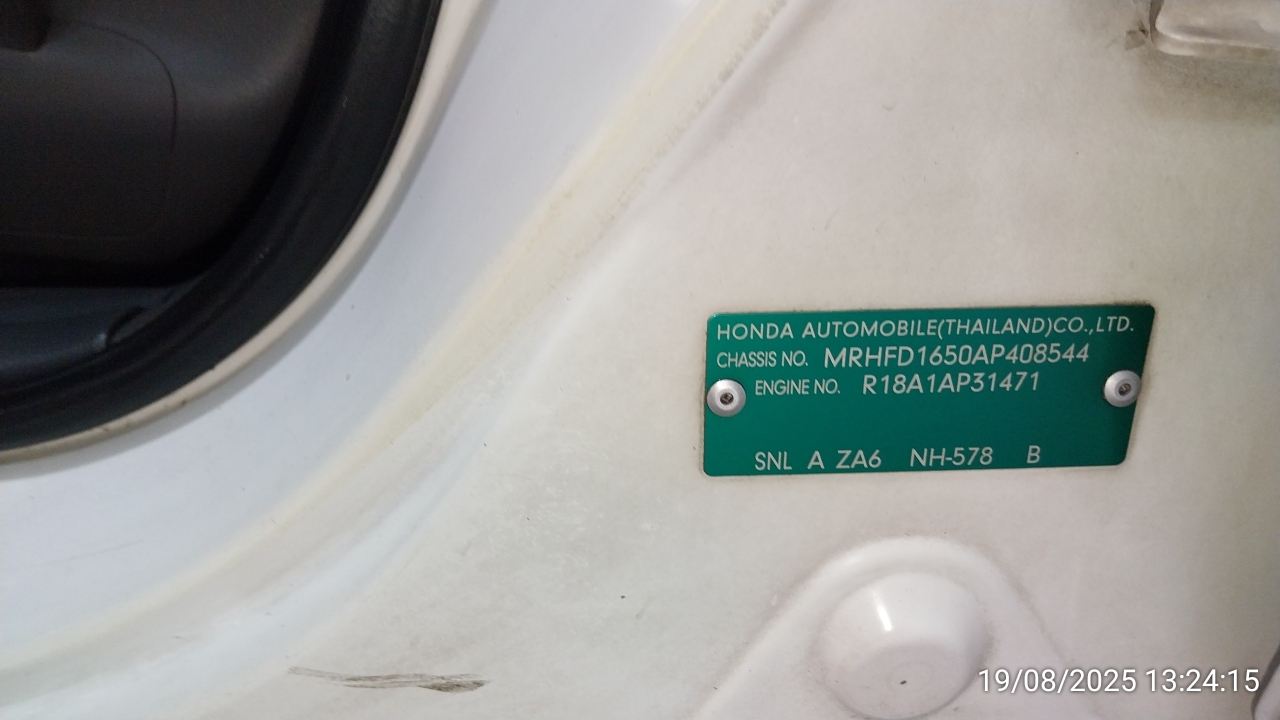 HONDA AUTOMOBILE(THAILAND)CO.,LTD.
CHASSIS NO. MRHFD1650AP408544
ENGINE NO. R18A1AP31471
SNL A ZA6 NH-578 B
19/08/2025 13:24:15